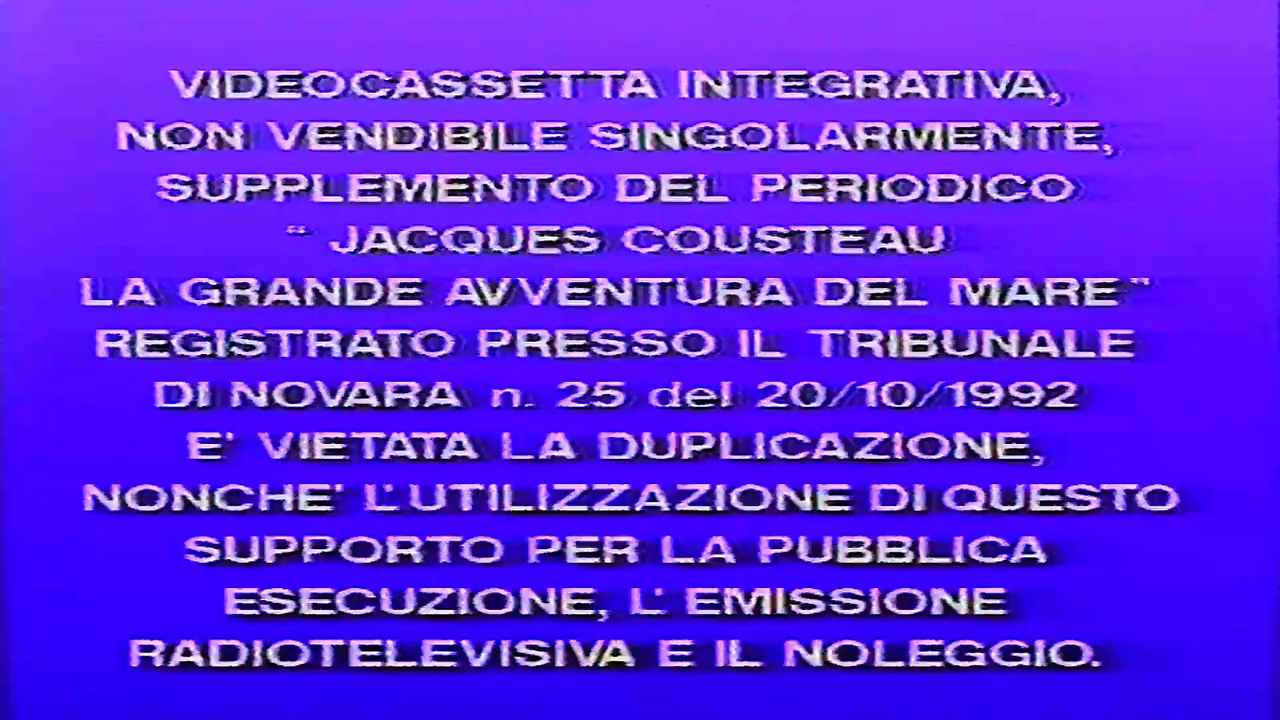 VIDEOCASSETTA INTEGRATIVA,
NON VENDIBILE SINGOLARMENTE,
SUPPLEMENTO DEL PERIODICO
“ JACQUES COUSTEAU
LA GRANDE AVVENTURA DEL MARE”
REGISTRATO PRESSO IL TRIBUNALE
DI NOVARA n. 25 del 20/10/1992
E' VIETATA LA DUPLICAZIONE,
NONCHE' L'UTILIZZAZIONE DI QUESTO
SUPPORTO PER LA PUBBLICA
ESECUZIONE, L' EMISSIONE
RADIOTELEVISIVA E IL NOLEGGIO.